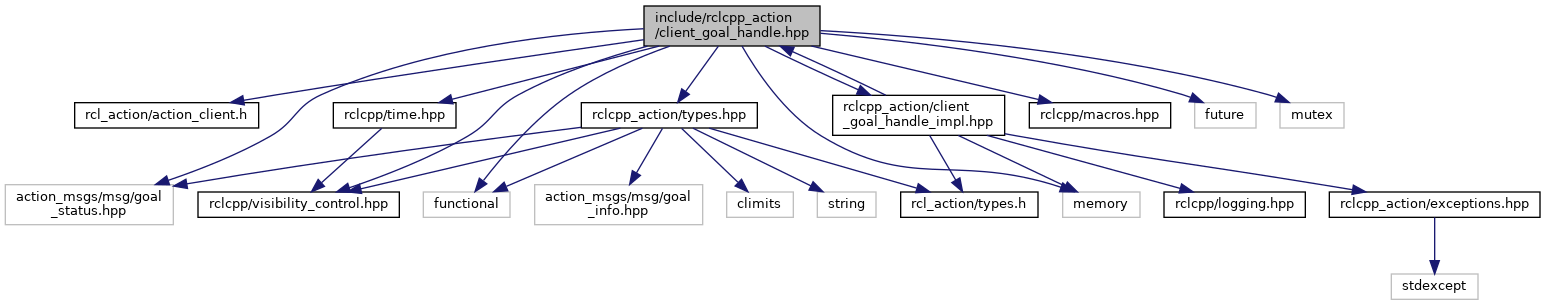 include/rclcpp_action
/client_goal_handle.hpp
rcl_action/action_client.h
rclcpp/time.hpp
rclcpp_action/types.hpp
rclcpp_action/client
_goal_handle_impl.hpp
rclcpp/macros.hpp
future
mutex
action_msgs/msg/goal
_status.hpp
rclcpp/visibility_control.hpp
functional
action_msgs/msg/goal
_info.hpp
climits
string
rcl_action/types.h
memory
rclcpp/logging.hpp
rclcpp_action/exceptions.hpp
stdexcept